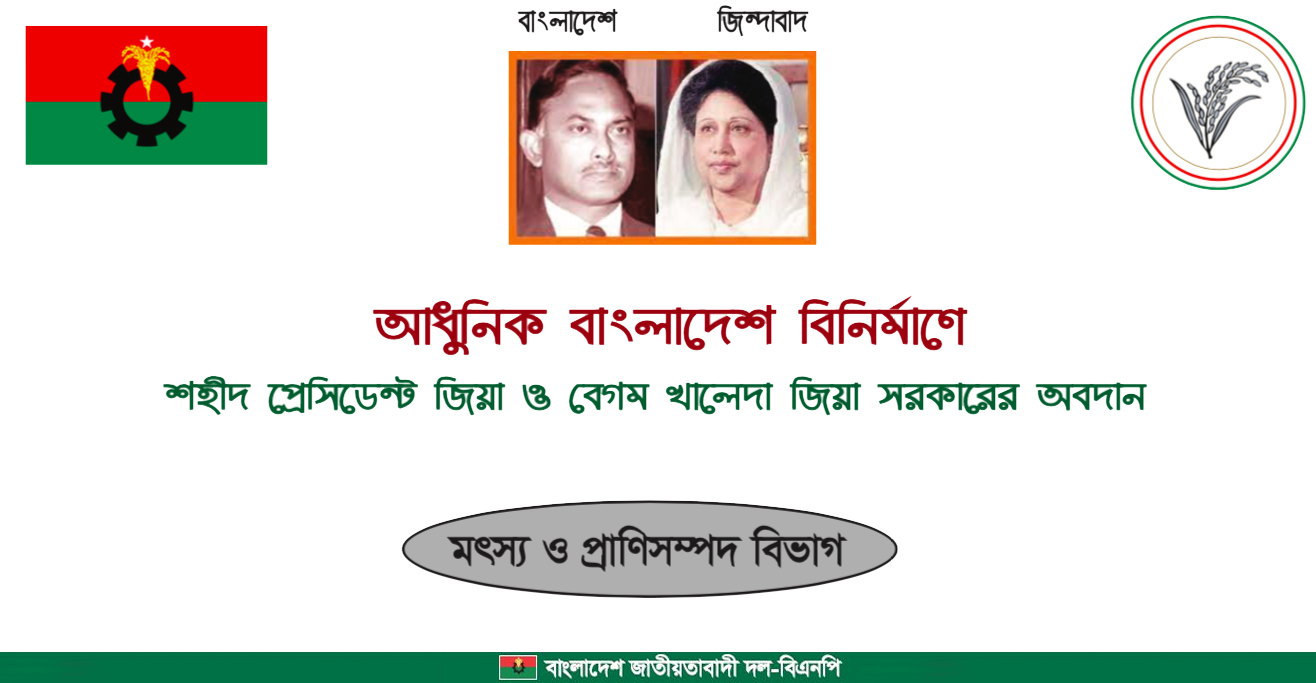 বাংলাদেশ জিন্দাবাদ
আধুনিক বাংলাদেশ বিনির্মাণে
শহীদ প্রেসিডেন্ট জিয়া ও বেগম খালেদা জিয়া সরকারের অবদান
মৎস্য ও প্রাণিসম্পদ বিভাগ
বাংলাদেশ জাতীয়তাবাদী দল-বিএনপি